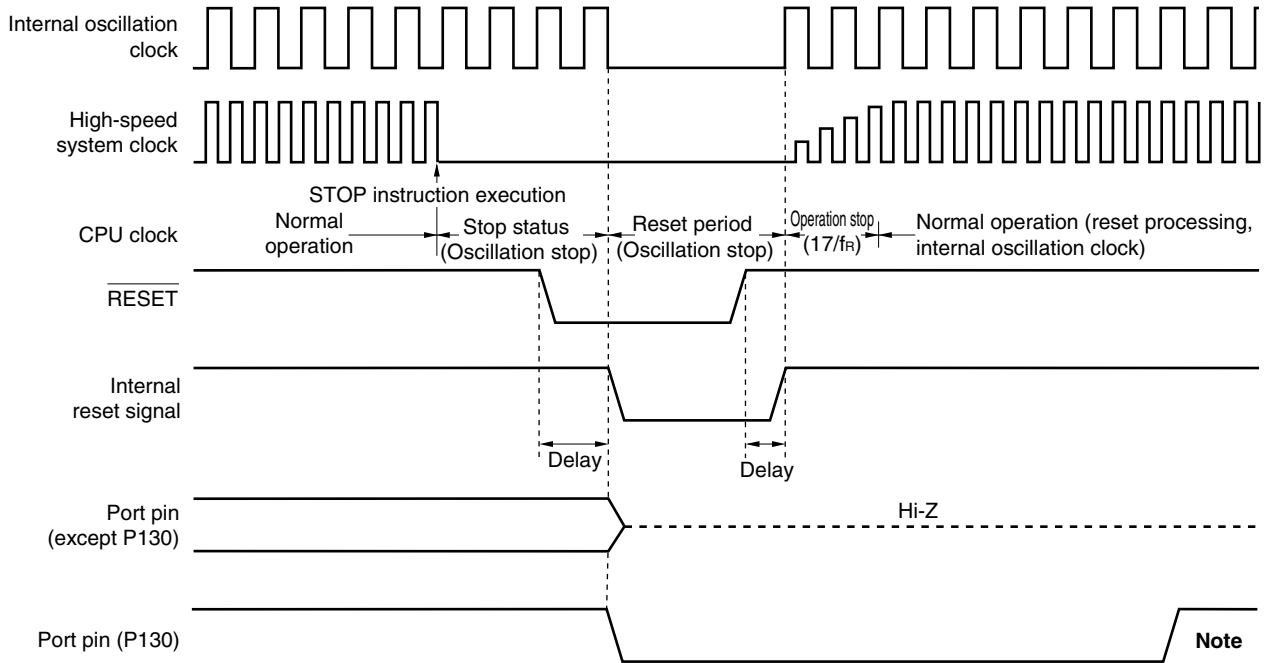 Internal oscillation
clock
High-speed
system clock
STOP instruction execution
CPU clock
Normal
operation
Stop status
(Oscillation stop)
Reset period
(Oscillation stop)
Operation stop
(17/fR)
Normal operation (reset processing,
internal oscillation clock)
RESET
Internal
reset signal
Delay
Delay
Port pin
(except P130)
Hi-Z
Port pin (P130)
Note